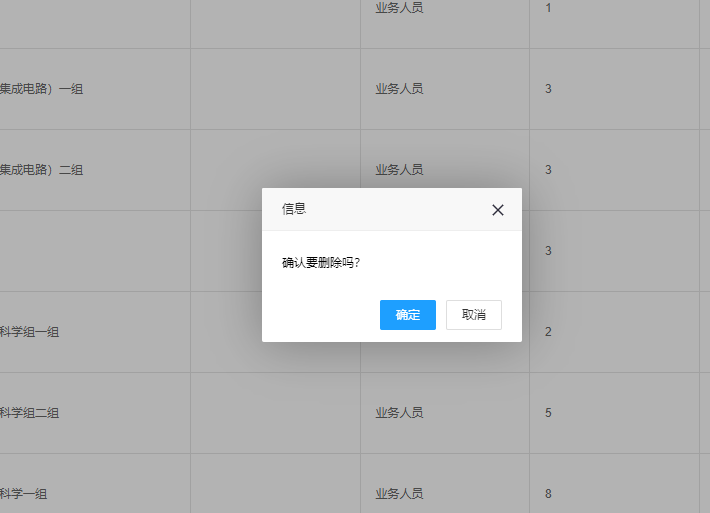 业务人员 1
集成电路）一组 业务人员 3
集成电路）二组 业务人员 3
信息
3
确认要删除吗?
确定 取消
科学组一组 2
科学组二组 业务人员 5
科学一组 业务人员 8